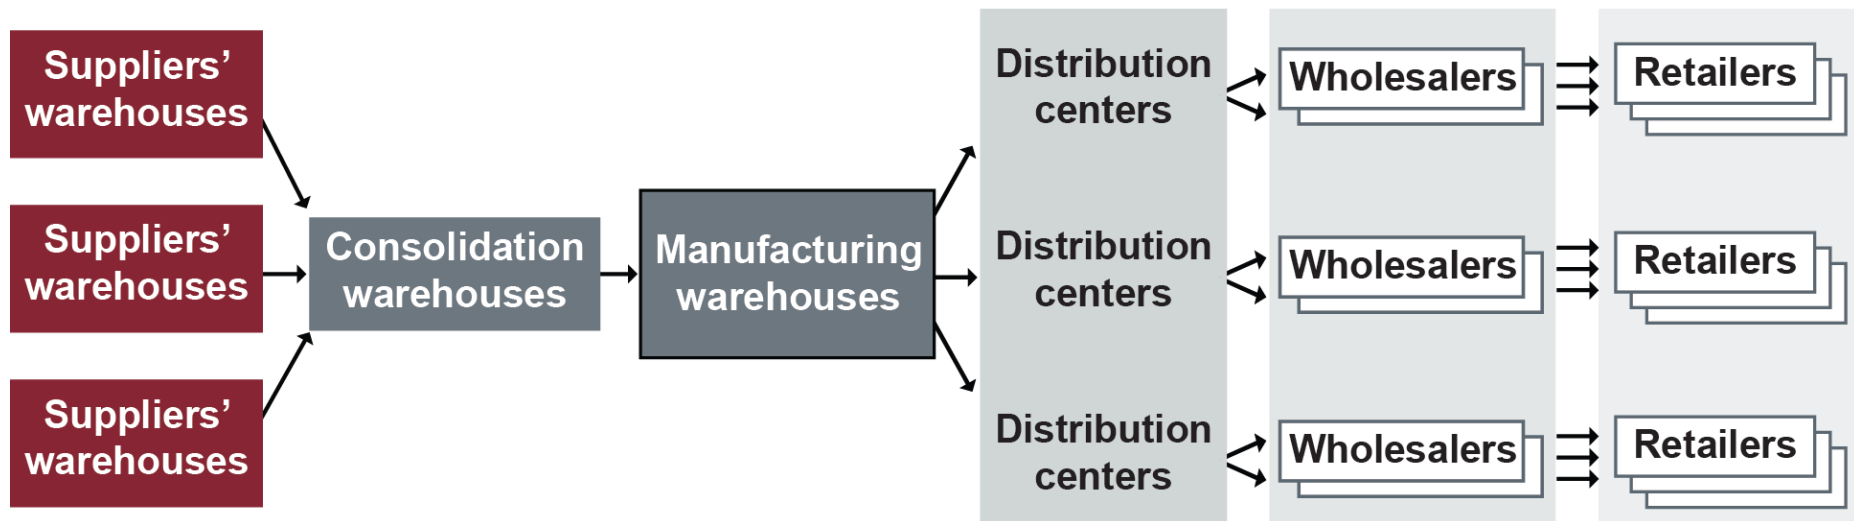 Suppliers’
warehouses
Suppliers’
warehouses
Suppliers’
warehouses
Consolidation
warehouses
Manufacturing
warehouses
Distribution
centers
Distribution
centers
Distribution
centers
Wholesalers
Wholesalers
Wholesalers
Retailers
Retailers
Retailers